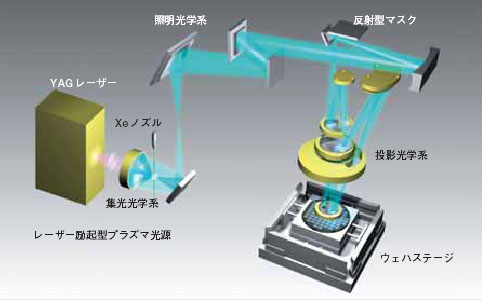 照明光学系
反射型マスク
YAGレーザー
Xeノズル
投影光学系
集光光学系
レーザー励起型プラズマ光源
ウェハステージ